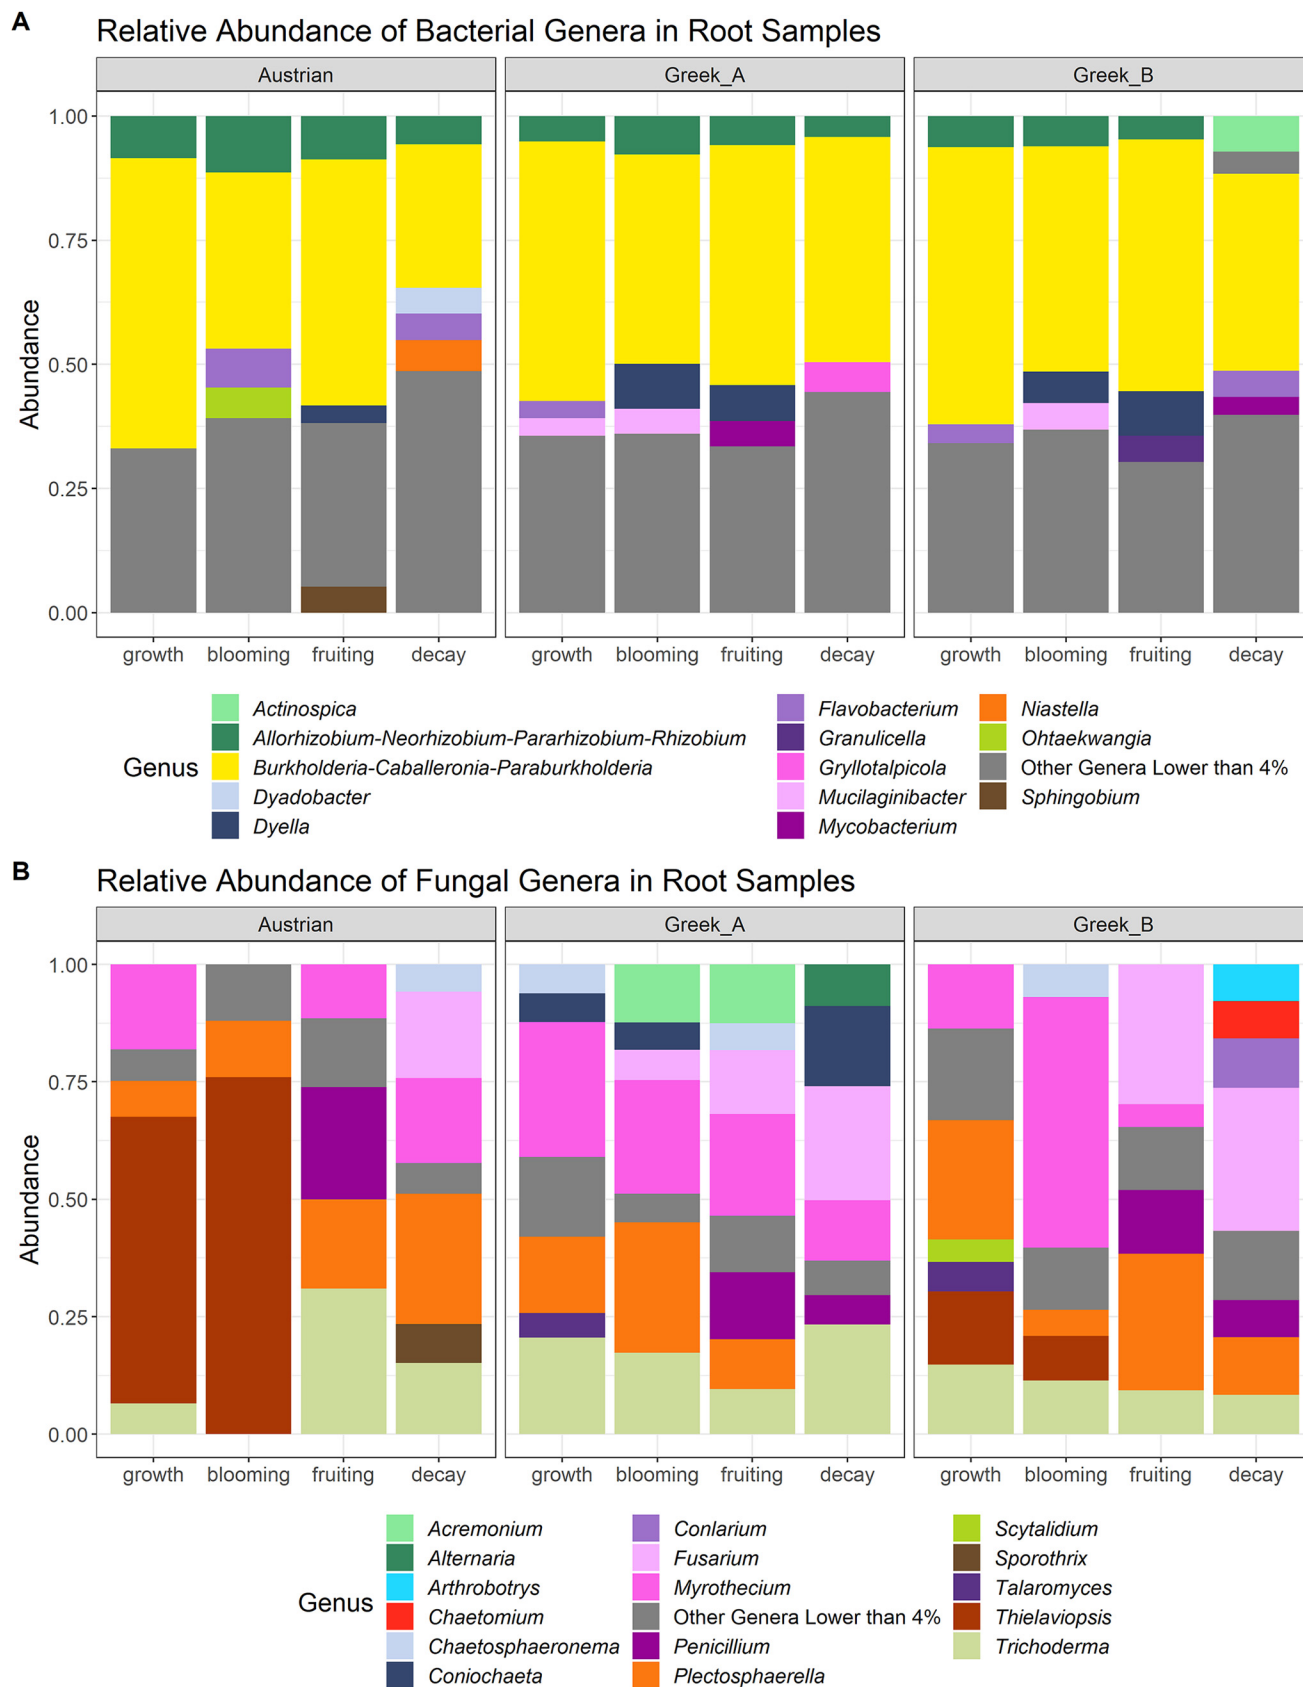 A
Relative Abundance of Bacterial Genera in Root Samples
Austrian
Greek_A
Greek_B
1.00
0.75
0.50
0.25
0.00
Abundance
growth blooming fruiting decay
growth blooming fruiting decay
growth blooming fruiting decay
Genus
Actinospica
Allorhizobium-Neorhizobium-Pararhizobium-Rhizobium
Burkholderia-Caballeronia-Paraburkholderia
Dyadobacter
Dyella
Flavobacterium
Granulicella
Gryllotalpicola
Mucilaginibacter
Mycobacterium
Niastella
Ohtaekwangia
Other Genera Lower than 4%
Sphingobium
B
Relative Abundance of Fungal Genera in Root Samples
Austrian
Greek_A
Greek_B
1.00
0.75
0.50
0.25
0.00
Abundance
growth blooming fruiting decay
growth blooming fruiting decay
growth blooming fruiting decay
Genus
Acremonium
Alternaria
Arthrobotrys
Chaetomium
Chaetosphaeronema
Coniochaeta
Conlarium
Fusarium
Myrothecium
Other Genera Lower than 4%
Penicillium
Plectosphaerella
Scytalidium
Sporothrix
Talaromyces
Thielaviopsis
Trichoderma